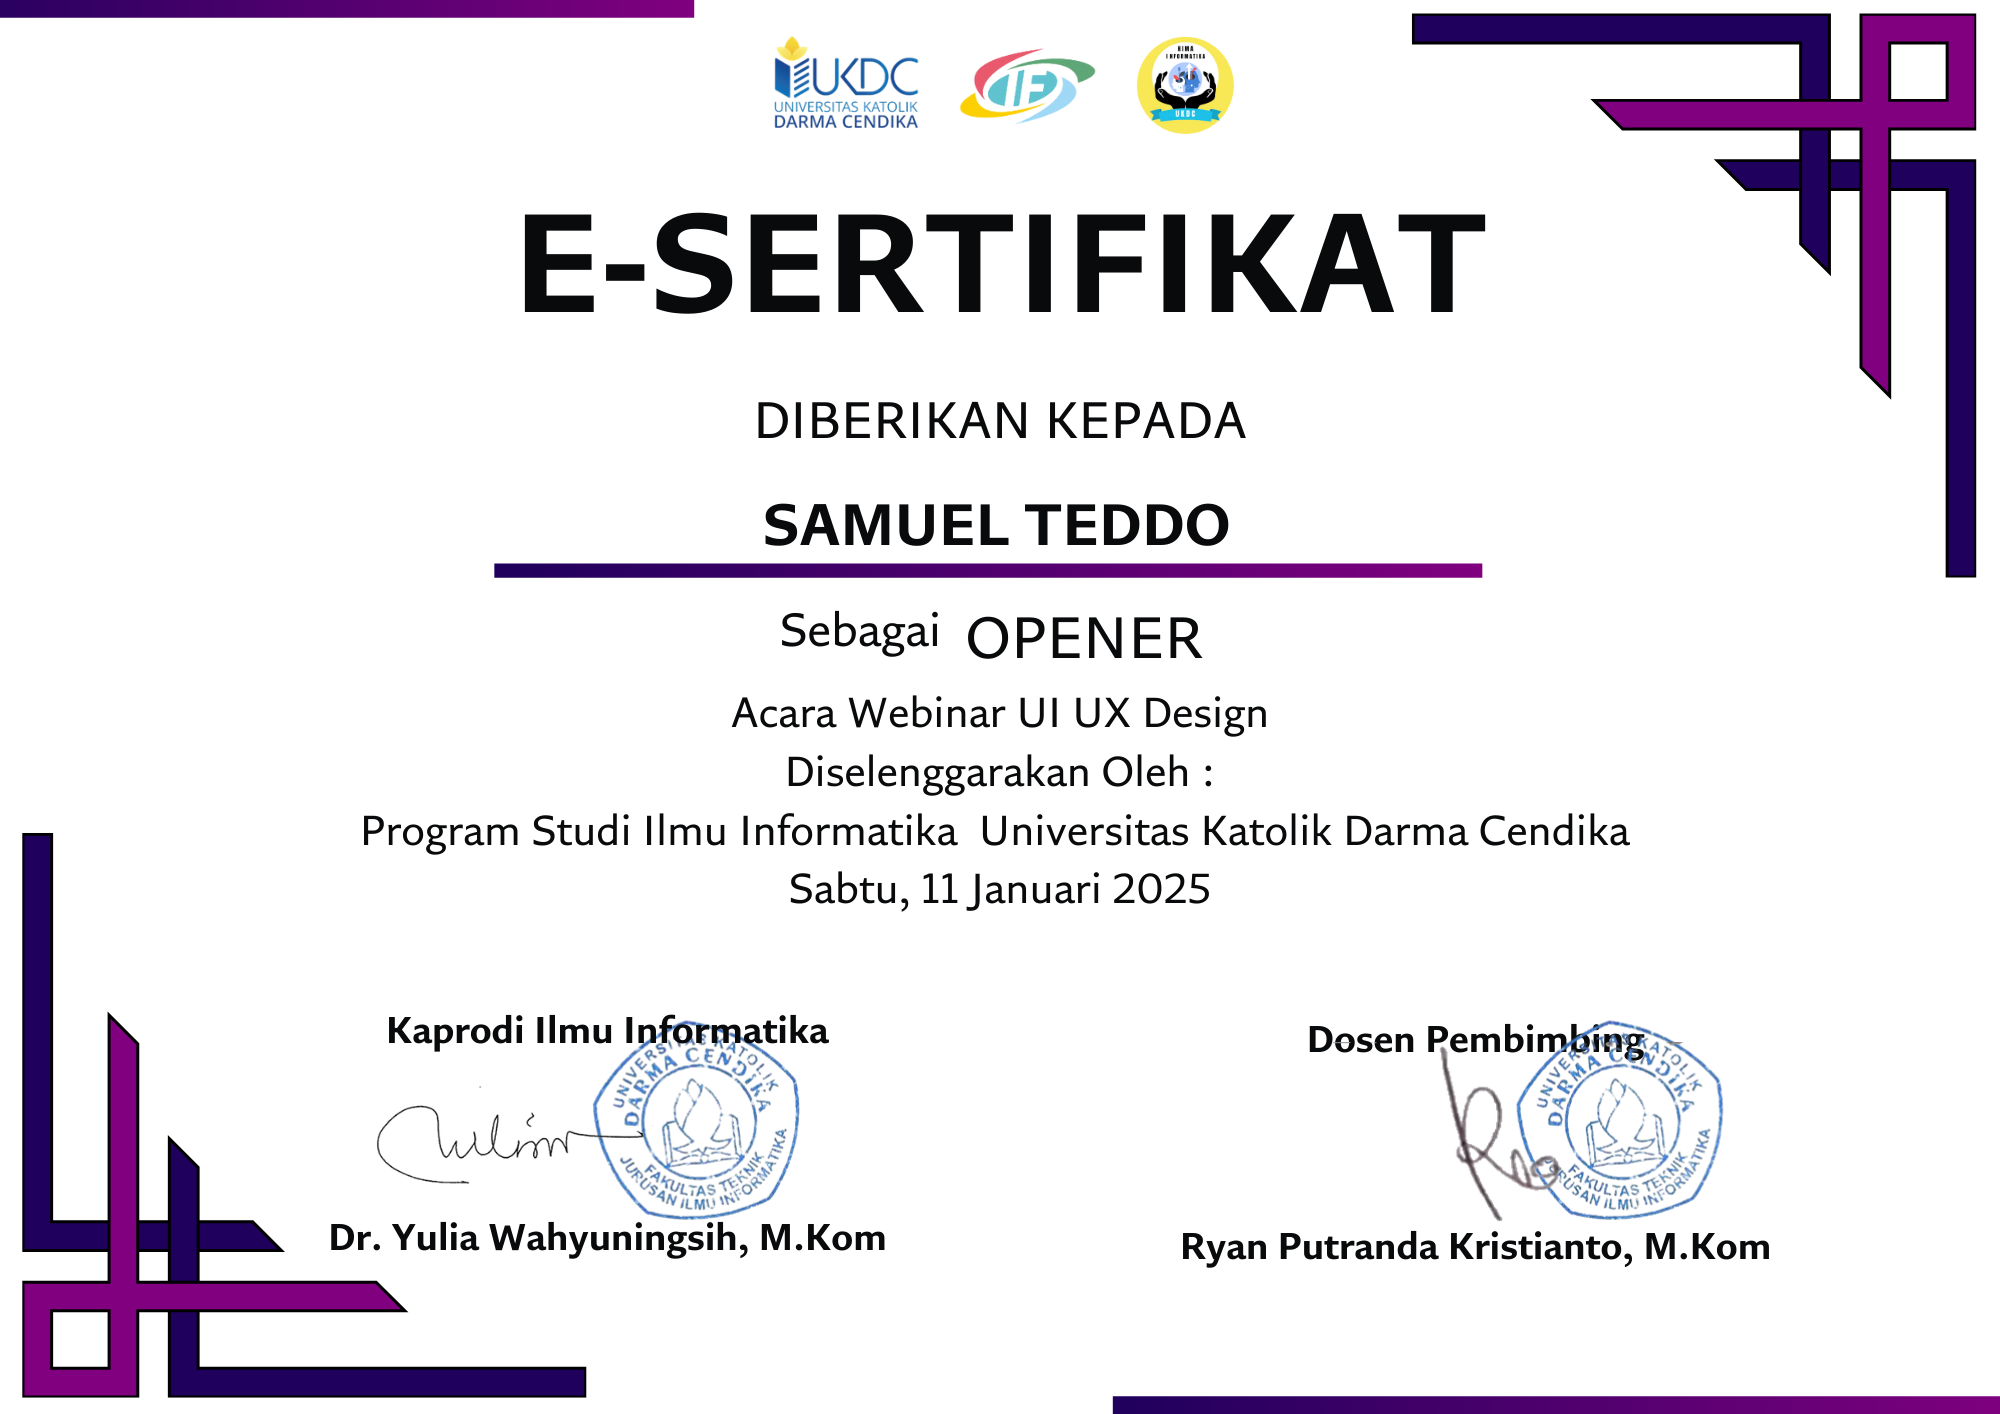 UKDC
UNIVERSITAS KATOLIK
DARMA CENDIKA
IF
HIMA
INFORMATIKA
UKDC
E-SERTIFIKAT
DIBERIKAN KEPADA
SAMUEL TEDDO
Sebagai OPENER
Acara Webinar UI UX Design
Diselenggarakan Oleh :
Program Studi Ilmu Informatika Universitas Katolik Darma Cendika
Sabtu, 11 Januari 2025
Kaprodi Ilmu Informatika
UNIVERSITAS KATOLIK
DARMA CENDIKA
FAKULTAS TEKNIK
JURUSAN ILMU INFORMATIKA
Dr. Yulia Wahyuningsih, M.Kom
Dosen Pembimbing
UNIVERSITAS KATOLIK
DARMA CENDIKA
FAKULTAS TEKNIK
JURUSAN ILMU INFORMATIKA
Ryan Putranda Kristianto, M.Kom